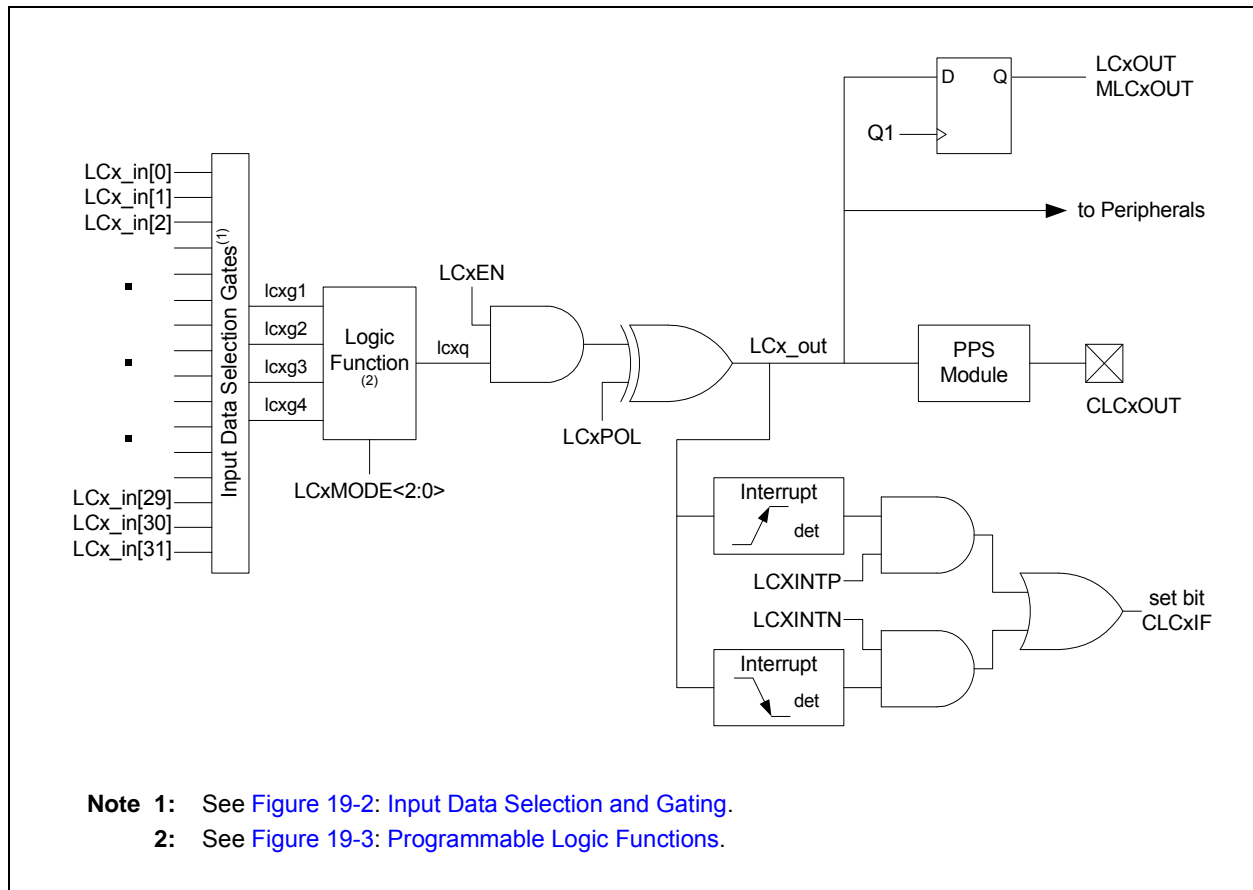 LCx_in[0]
LCx_in[1]
LCx_in[2]
LCx_in[29]
LCx_in[30]
LCx_in[31]
Input Data Selection Gates(1)
lcxg1
lcxg2
lcxg3
lcxg4
Logic
Function
(2)
LCxMODE<2:0>
lcxq
LCxEN
LCxPOL
LCx_out
D Q
Q1
LCxOUT
MLCxOUT
to Peripherals
PPS
Module
CLCxOUT
Interrupt
det
LCXINTP
LCXINTN
Interrupt
det
set bit
CLCxIF
Note 1: See Figure 19-2: Input Data Selection and Gating.
2: See Figure 19-3: Programmable Logic Functions.